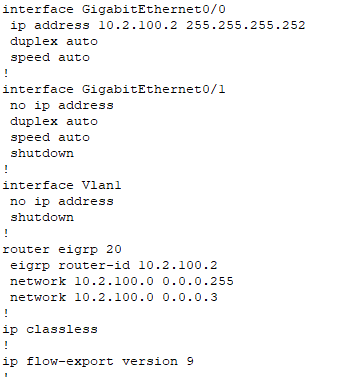 interface GigabitEthernet0/0
 ip address 10.2.100.2 255.255.255.252
 duplex auto
 speed auto
!
interface GigabitEthernet0/1
 no ip address
 duplex auto
 speed auto
 shutdown
!
interface Vlan1
 no ip address
 shutdown
!
router eigrp 20
 eigrp router-id 10.2.100.2
 network 10.2.100.0 0.0.0.255
 network 10.2.100.0 0.0.0.3
!
ip classless
!
ip flow-export version 9
!